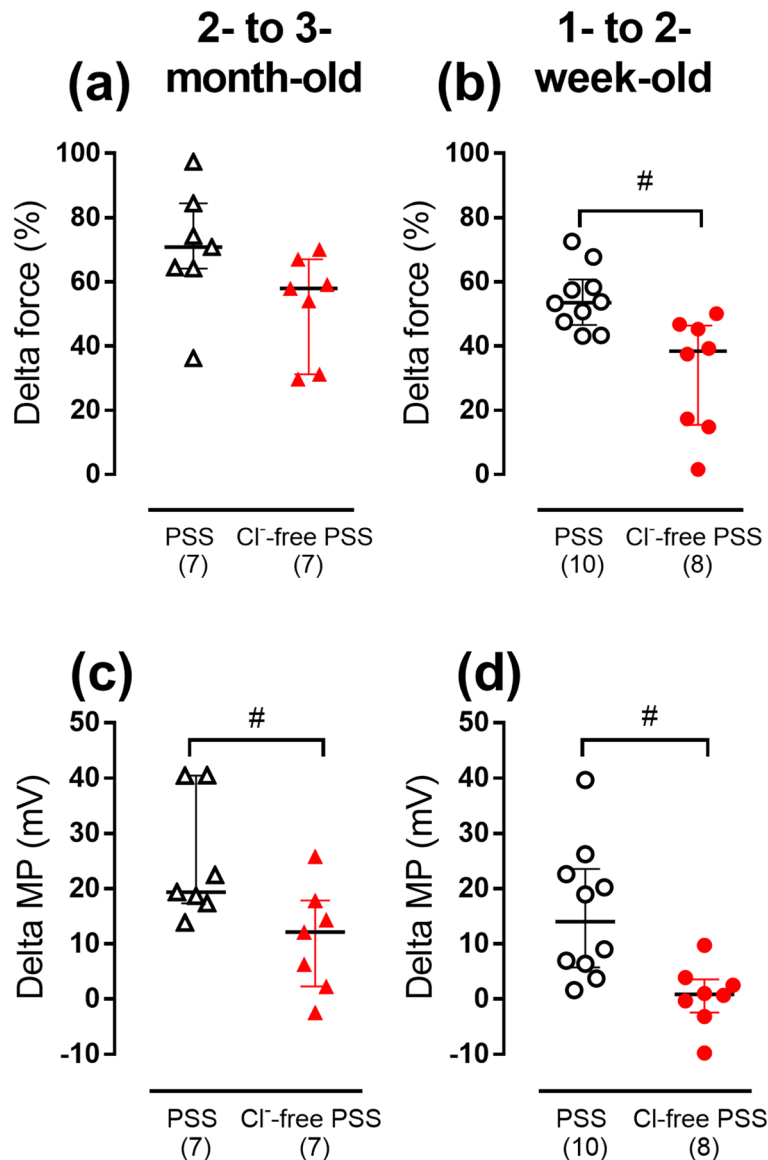 2- to 3-
month-old
1- to 2-
week-old
(a)
Delta force (%)
100
80
60
40
20
0
PSS
(7)
Cl⁻-free PSS
(7)
(b)
Delta force (%)
100
80
60
40
20
0
#
PSS
(10)
Cl⁻-free PSS
(8)
(c)
Delta MP (mV)
50
40
30
20
10
0
-10
#
PSS
(7)
Cl⁻-free PSS
(7)
(d)
Delta MP (mV)
50
40
30
20
10
0
-10
#
PSS
(10)
Cl-free PSS
(8)